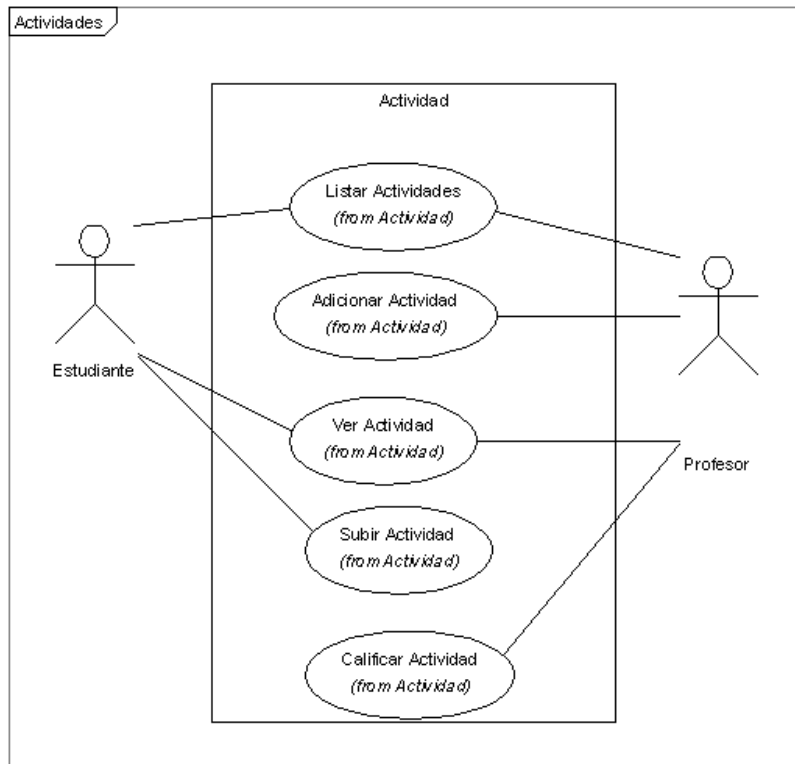 Actividades
Actividad
Listar Actividades
(from Actividad)
Adicionar Actividad
(from Actividad)
Estudiante
Ver Actividad
(from Actividad)
Profesor
Subir Actividad
(from Actividad)
Calificar Actividad
(from Actividad)